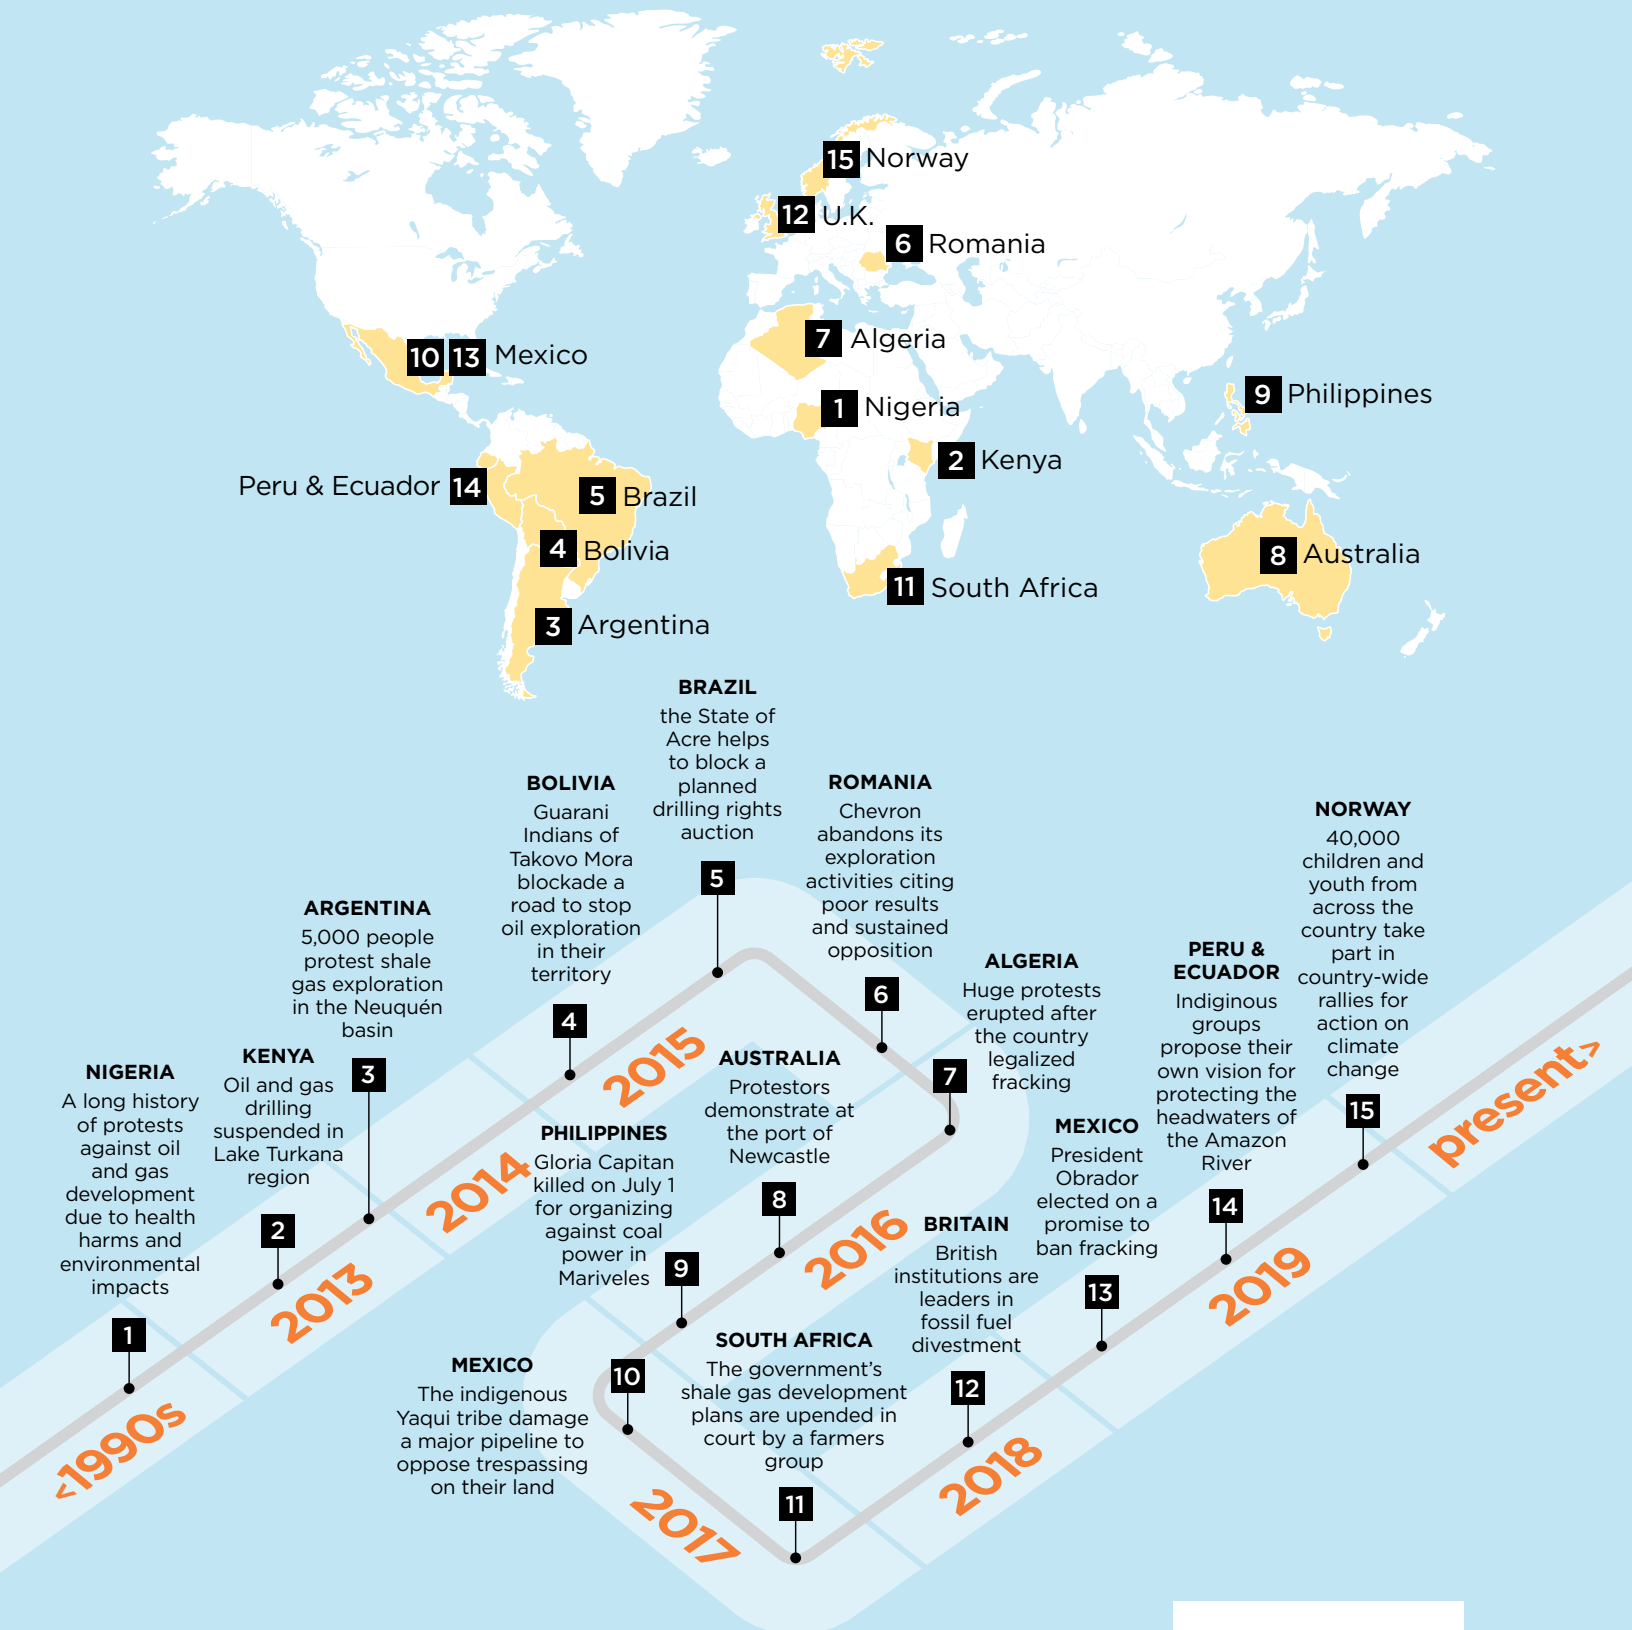 15 Norway
12 U.K.
6 Romania
7 Algeria
10 13 Mexico
9 Philippines
1 Nigeria
2 Kenya
Peru & Ecuador 14
5 Brazil
4 Bolivia
8 Australia
11 South Africa
3 Argentina
NIGERIA
A long history
of protests
against oil
and gas
development
due to health
harms and
environmental
impacts
1
<1990s
KENYA
Oil and gas
drilling
suspended in
Lake Turkana
region
2
2013
ARGENTINA
5,000 people
protest shale
gas exploration
in the Neuquén
basin
3
2014
BOLIVIA
Guarani
Indians of
Takovo Mora
blockade a
road to stop
oil exploration
in their
territory
4
2015
BRAZIL
the State of
Acre helps
to block a
planned
drilling rights
auction
5
ROMANIA
Chevron
abandons its
exploration
activities citing
poor results
and sustained
opposition
6
ALGERIA
Huge protests
erupted after
the country
legalized
fracking
7
AUSTRALIA
Protestors
demonstrate at
the port of
Newcastle
8
2016
PHILIPPINES
Gloria Capitan
killed on July 1
for organizing
against coal
power in
Mariveles
9
MEXICO
The indigenous
Yaqui tribe damage
a major pipeline to
oppose trespassing
on their land
10
2017
SOUTH AFRICA
The government’s
shale gas development
plans are upended in
court by a farmers
group
11
BRITAIN
British
institutions are
leaders in
fossil fuel
divestment
12
2018
MEXICO
President
Obrador
elected on a
promise to
ban fracking
13
PERU &
ECUADOR
Indiginous
groups
propose their
own vision for
protecting the
headwaters of
the Amazon
River
14
2019
NORWAY
40,000
children and
youth from
across the
country take
part in
country-wide
rallies for
action on
climate
change
15
present>